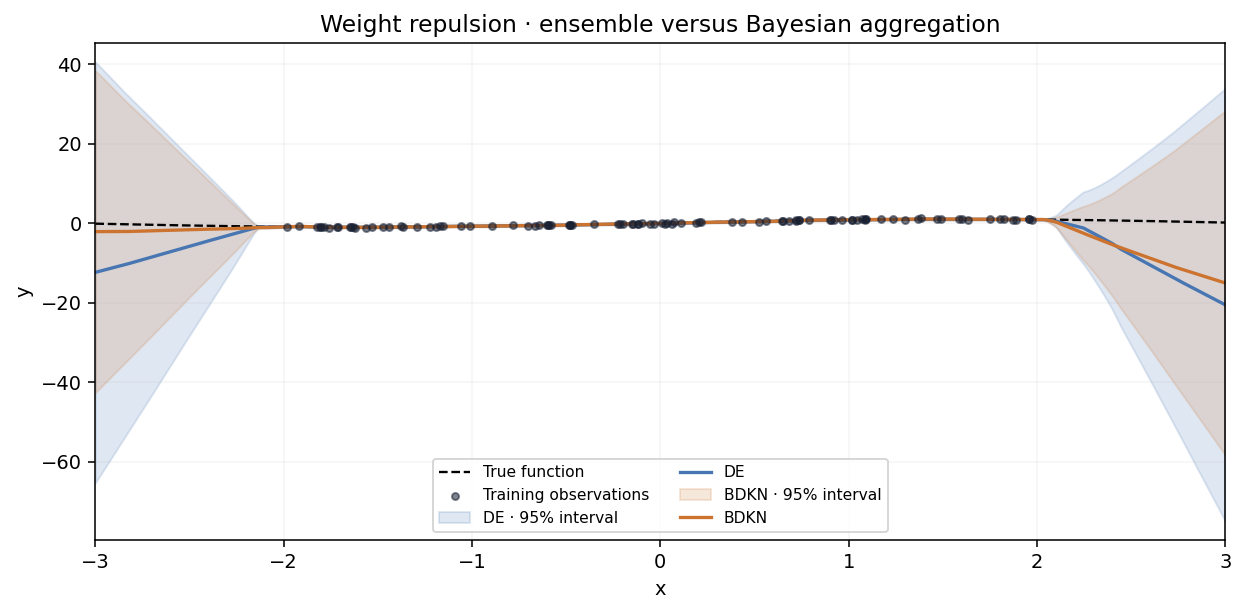 Weight repulsion · ensemble versus Bayesian aggregation
40
20
0
−20
−40
−60
y
−3
−2
−1
0
1
2
3
x
True function
Training observations
DE · 95% interval
DE
BDKN · 95% interval
BDKN